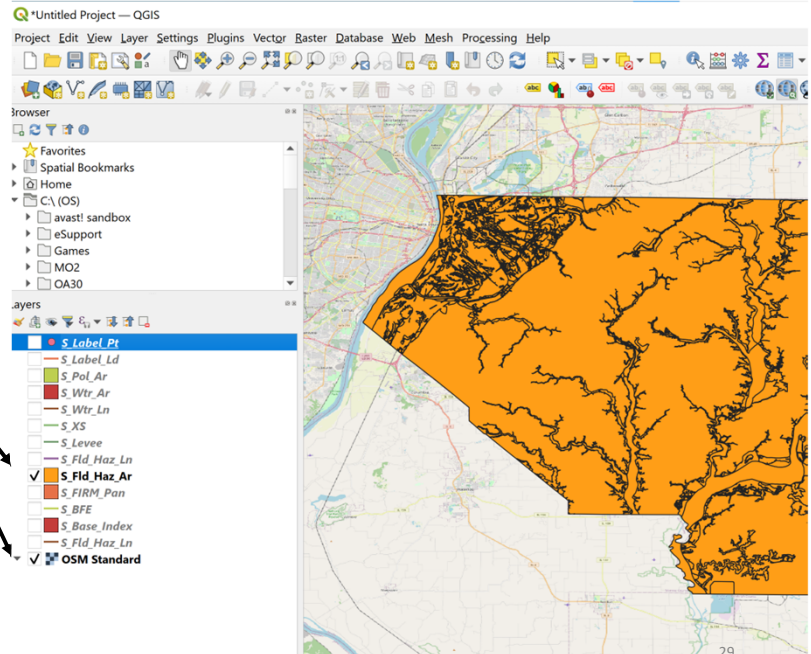 *Untitled Project — QGIS
Project Edit View Layer Settings Plugins Vector Raster Database Web Mesh Processing Help
abc
abc
Browser
Favorites
Spatial Bookmarks
Home
C:\ (OS)
avast! sandbox
eSupport
Games
MO2
OA30
Layers
S_Label_Pt
S_Label_Ld
S_Pol_Ar
S_Wtr_Ar
S_Wtr_Ln
S_XS
S_Levee
S_Fld_Haz_Ln
S_Fld_Haz_Ar
S_FIRM_Pan
S_BFE
S_Base_Index
S_Fld_Haz_Ln
OSM Standard
29